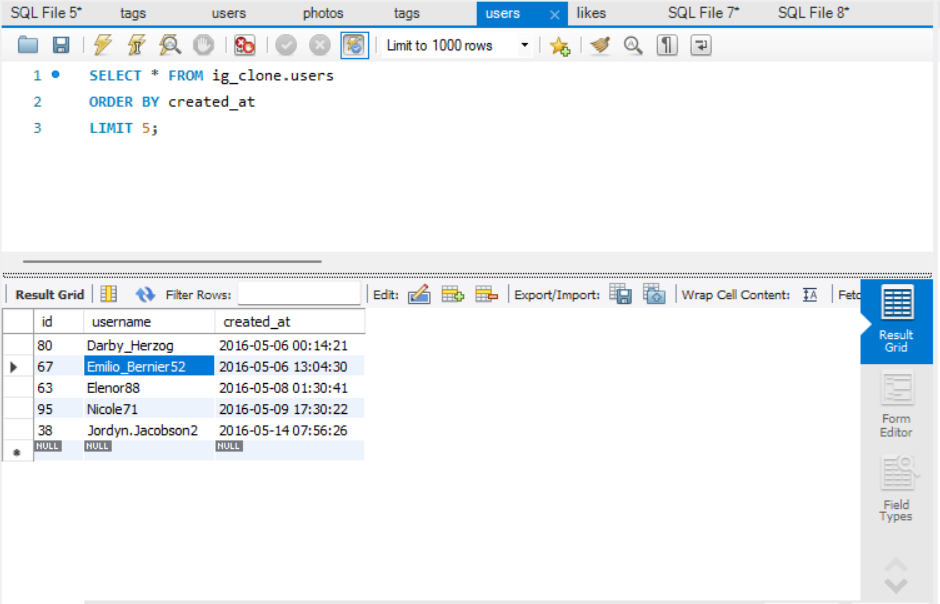 SQL File 5* tags users photos tags users × likes SQL File 7* SQL File 8*
Limit to 1000 rows
1 SELECT * FROM ig_clone.users
2 ORDER BY created_at
3 LIMIT 5;
Result Grid Filter Rows: Edit: Export/Import: Wrap Cell Content: Fetc
id username created_at
80 Darby_Herzog 2016-05-06 00:14:21
67 Emilio_Bernier52 2016-05-06 13:04:30
63 Elenor88 2016-05-08 01:30:41
95 Nicole71 2016-05-09 17:30:22
38 Jordyn.Jacobson2 2016-05-14 07:56:26
NULL NULL NULL
Result
Grid
Form
Editor
Field
Types